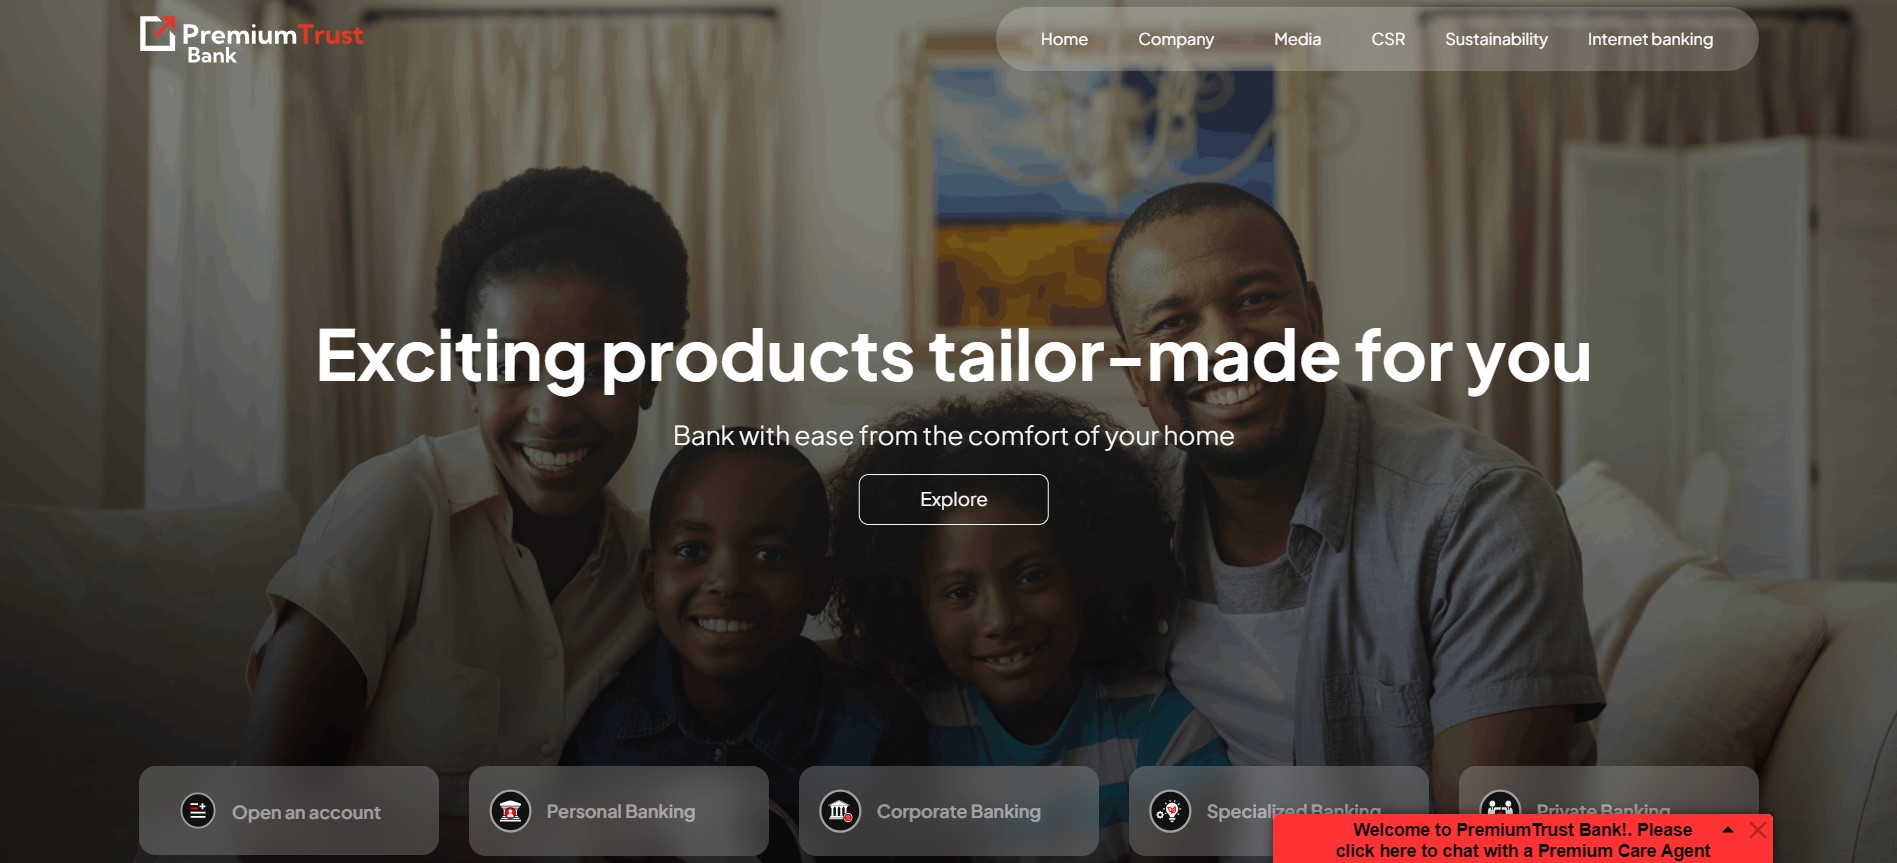 PremiumTrust
Bank
Home Company Media CSR Sustainability Internet banking
Exciting products tailor-made for you
Bank with ease from the comfort of your home
Explore
Open an account
Personal Banking
Corporate Banking
Specialized Banking
Private Banking
Welcome to PremiumTrust Bank!. Please
click here to chat with a Premium Care Agent